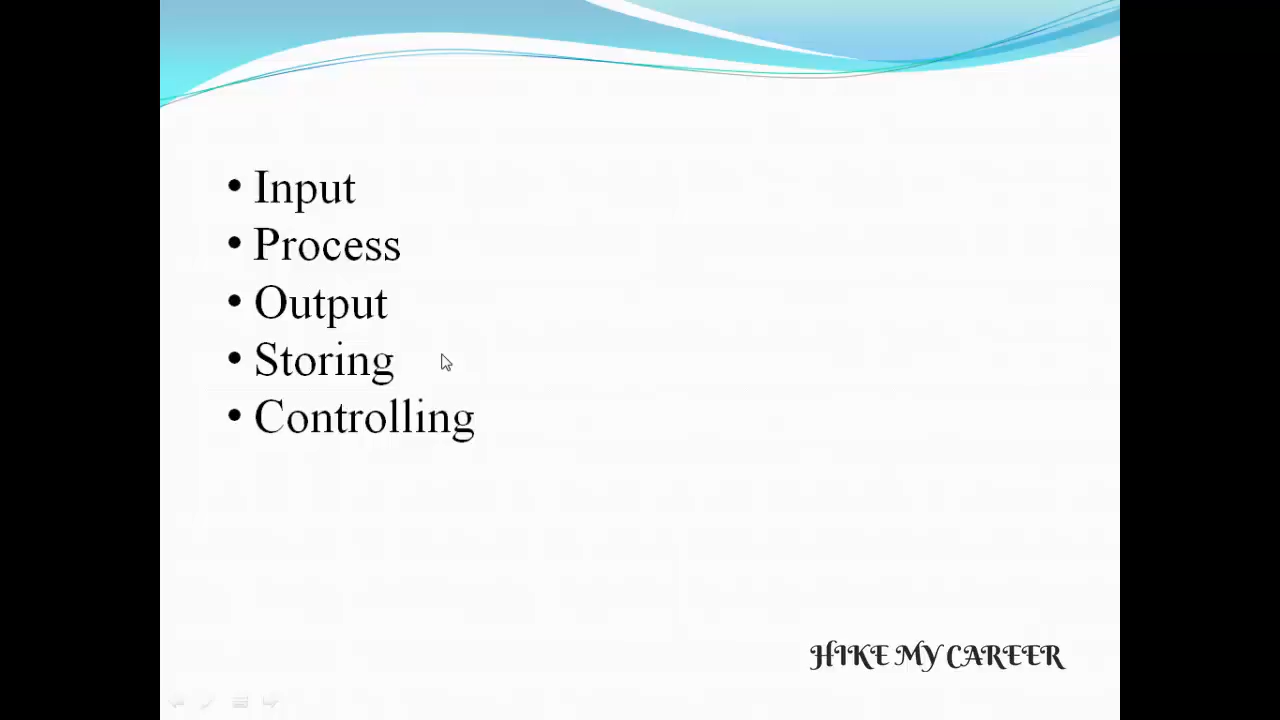 • Input
• Process
• Output
• Storing
• Controlling
HIKE MY CAREER